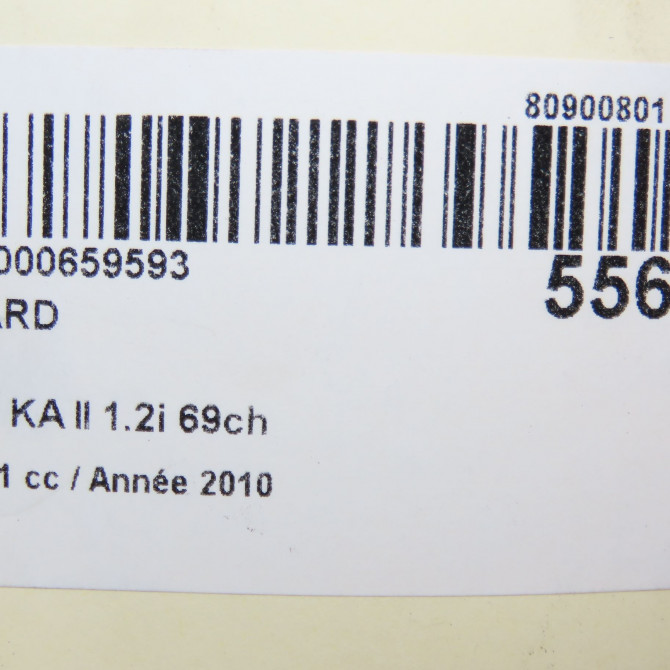 80900801
000659593
556
ARD
KA II 1.2i 69ch
1 cc / Année 2010